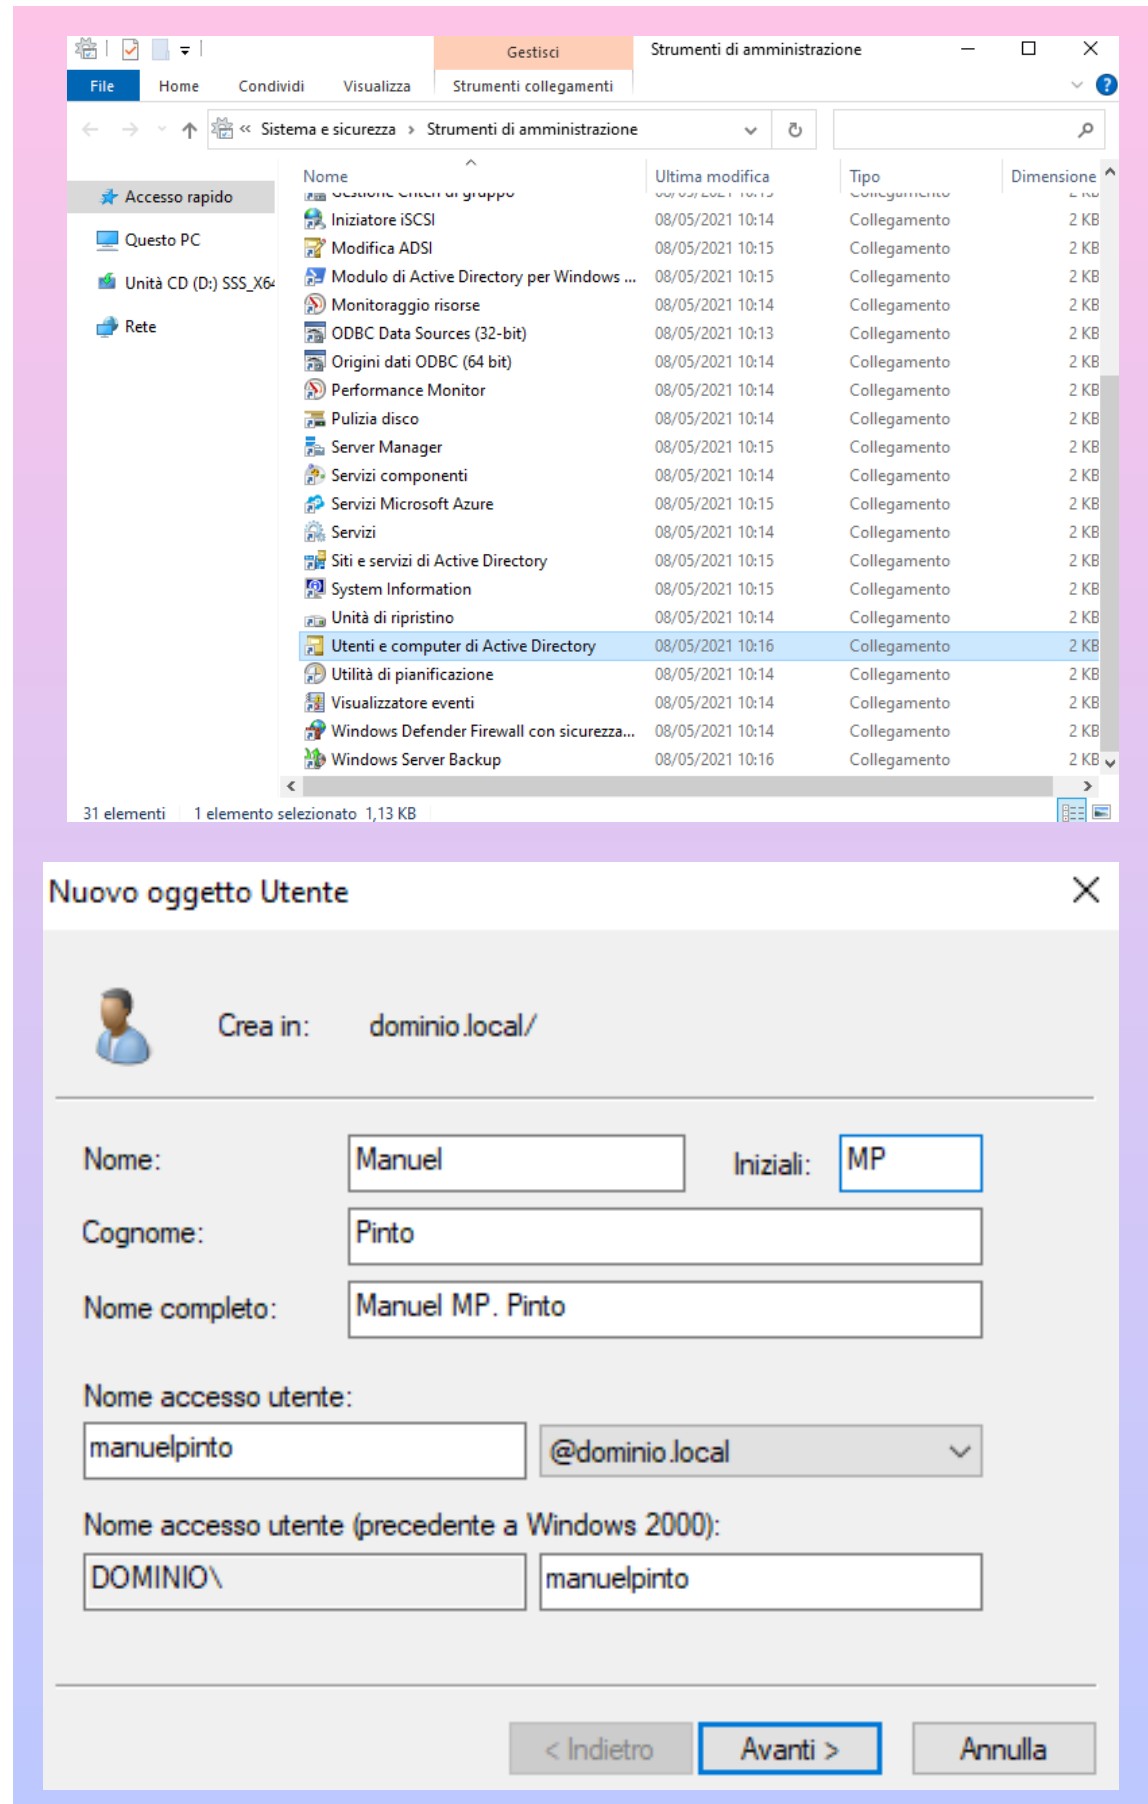 Gestisci
Strumenti di amministrazione
File Home Condividi Visualizza Strumenti collegamenti
« Sistema e sicurezza > Strumenti di amministrazione
Nome Ultima modifica Tipo Dimensione
Accesso rapido
Questo PC
Unità CD (D:) SSS_X64
Rete
Gestione Criteri di gruppo 08/05/2021 10:15 Collegamento 2 KB
Iniziatore iSCSI 08/05/2021 10:14 Collegamento 2 KB
Modifica ADSI 08/05/2021 10:15 Collegamento 2 KB
Modulo di Active Directory per Windows ... 08/05/2021 10:15 Collegamento 2 KB
Monitoraggio risorse 08/05/2021 10:14 Collegamento 2 KB
ODBC Data Sources (32-bit) 08/05/2021 10:13 Collegamento 2 KB
Origini dati ODBC (64 bit) 08/05/2021 10:14 Collegamento 2 KB
Performance Monitor 08/05/2021 10:14 Collegamento 2 KB
Pulizia disco 08/05/2021 10:14 Collegamento 2 KB
Server Manager 08/05/2021 10:15 Collegamento 2 KB
Servizi componenti 08/05/2021 10:14 Collegamento 2 KB
Servizi Microsoft Azure 08/05/2021 10:15 Collegamento 2 KB
Servizi 08/05/2021 10:14 Collegamento 2 KB
Siti e servizi di Active Directory 08/05/2021 10:15 Collegamento 2 KB
System Information 08/05/2021 10:15 Collegamento 2 KB
Unità di ripristino 08/05/2021 10:14 Collegamento 2 KB
Utenti e computer di Active Directory 08/05/2021 10:16 Collegamento 2 KB
Utilità di pianificazione 08/05/2021 10:14 Collegamento 2 KB
Visualizzatore eventi 08/05/2021 10:14 Collegamento 2 KB
Windows Defender Firewall con sicurezza... 08/05/2021 10:14 Collegamento 2 KB
Windows Server Backup 08/05/2021 10:16 Collegamento 2 KB
31 elementi 1 elemento selezionato 1,13 KB
Nuovo oggetto Utente
Crea in: dominio.local/
Nome: Manuel Iniziali: MP
Cognome: Pinto
Nome completo: Manuel MP. Pinto
Nome accesso utente:
manuelpinto @dominio.local
Nome accesso utente (precedente a Windows 2000):
DOMINIO\ manuelpinto
< Indietro Avanti > Annulla